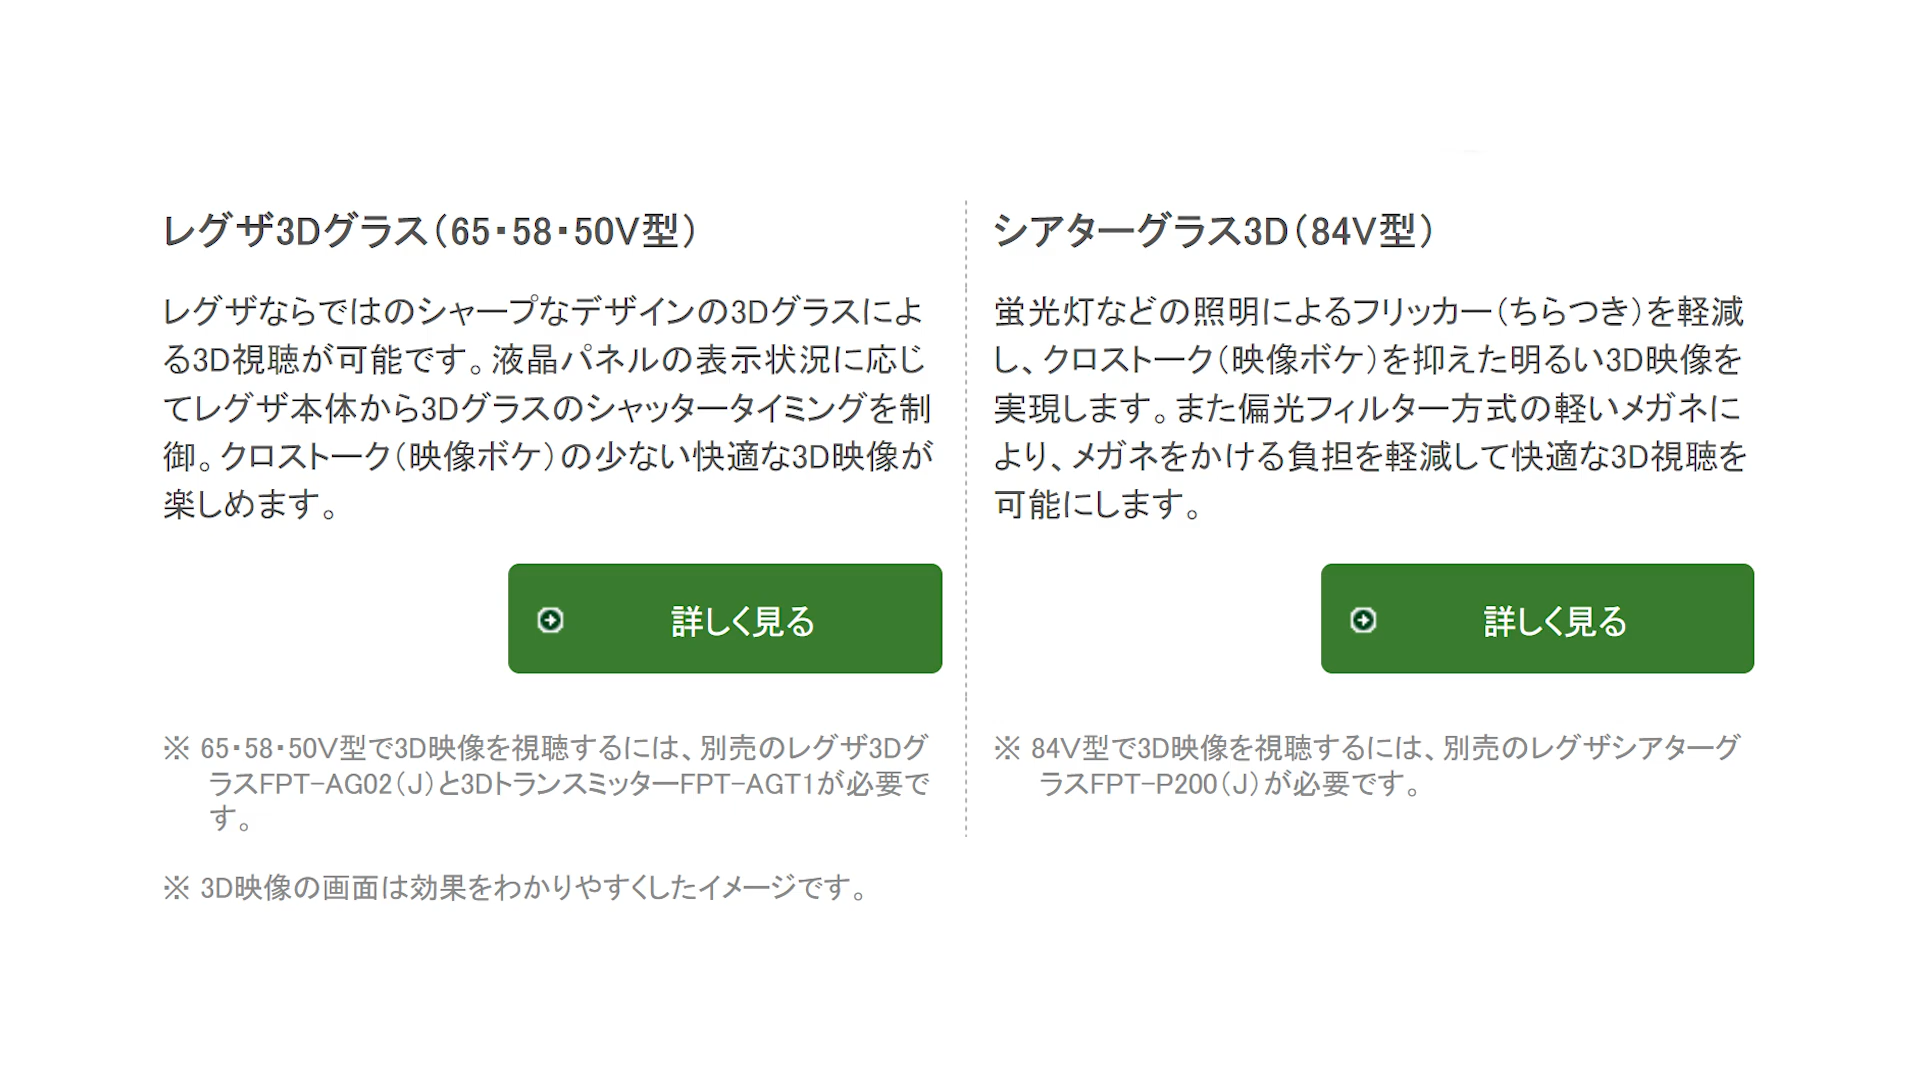 レグザ3Dグラス（65・58・50V型）
レグザならではのシャープなデザインの3Dグラスによ
る3D視聴が可能です。液晶パネルの表示状況に応じ
てレグザ本体から3Dグラスのシャッタータイミングを制
御。クロストーク（映像ボケ）の少ない快適な3D映像が
楽しめます。
詳しく見る
※ 65・58・50V型で3D映像を視聴するには、別売のレグザ3Dグ
ラスFPT-AG02（J）と3DトランスミッターFPT-AGT1が必要で
す。
※ 3D映像の画面は効果をわかりやすくしたイメージです。
シアターグラス3D（84V型）
蛍光灯などの照明によるフリッカー（ちらつき）を軽減
し、クロストーク（映像ボケ）を抑えた明るい3D映像を
実現します。また偏光フィルター方式の軽いメガネに
より、メガネをかける負担を軽減して快適な3D視聴を
可能にします。
詳しく見る
※ 84V型で3D映像を視聴するには、別売のレグザシアターグ
ラスFPT-P200（J）が必要です。